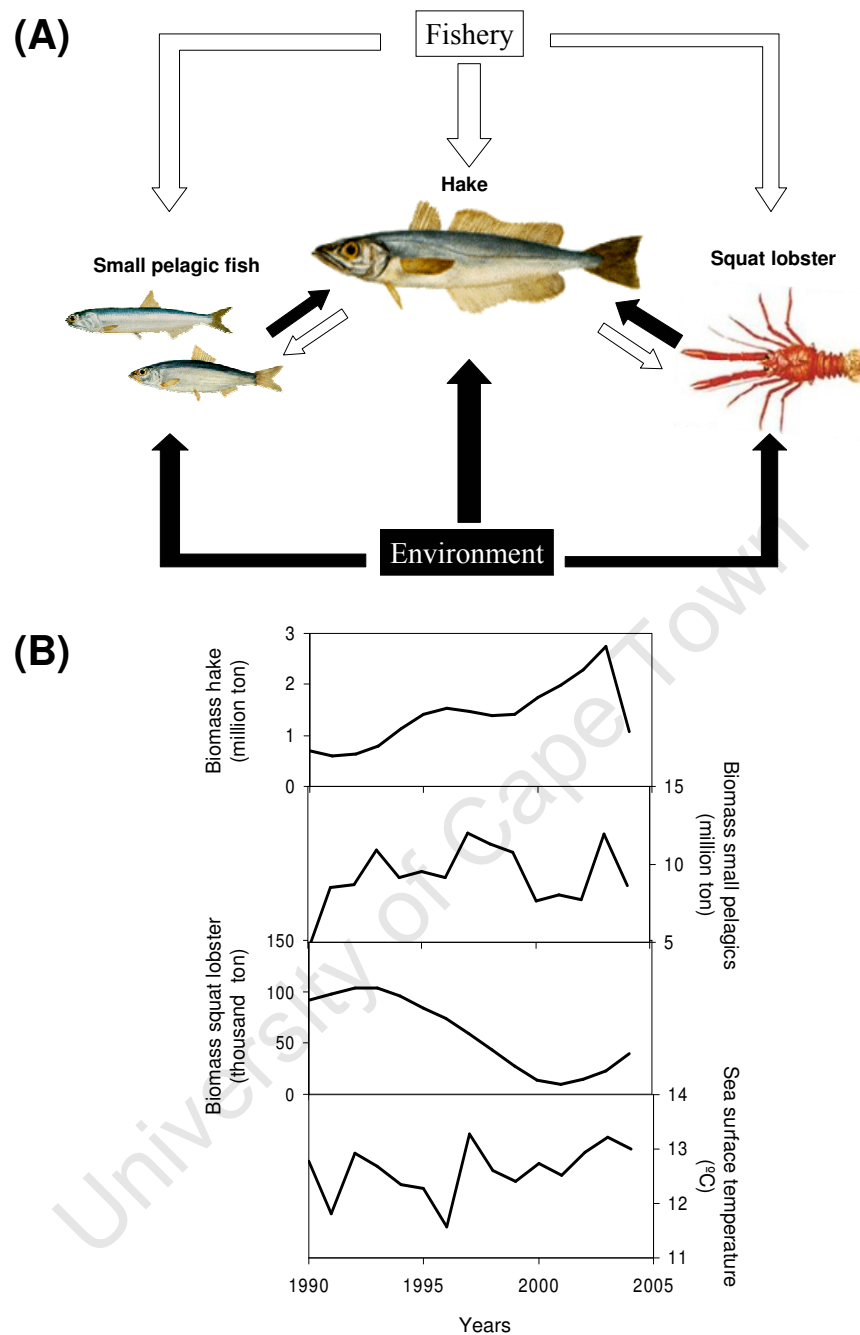 (A)
Fishery
Hake
Small pelagic fish
Squat lobster
Environment
(B)
Biomass hake
(million ton)
3
2
1
0
Biomass small pelagics
(million ton)
15
10
5
Biomass squat lobster
(thousand ton)
150
100
50
0
Sea surface temperature
(ºC)
14
13
12
11
1990
1995
2000
2005
Years
University of Cape Town